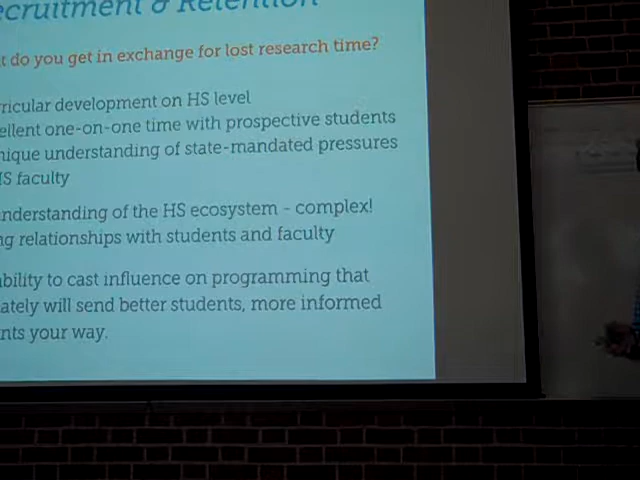 cruitment & Retention
t do you get in exchange for lost research time?
ricular development on HS level
ellent one-on-one time with prospective students
nique understanding of state-mandated pressures
HS faculty
nderstanding of the HS ecosystem - complex!
ng relationships with students and faculty
ability to cast influence on programming that
ately will send better students, more informed
nts your way.